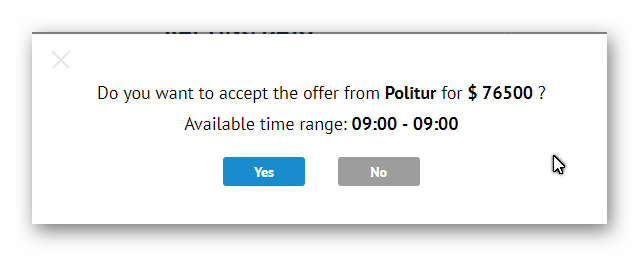 Do you want to accept the offer from Politur for $ 76500 ?
Available time range: 09:00 - 09:00
Yes No